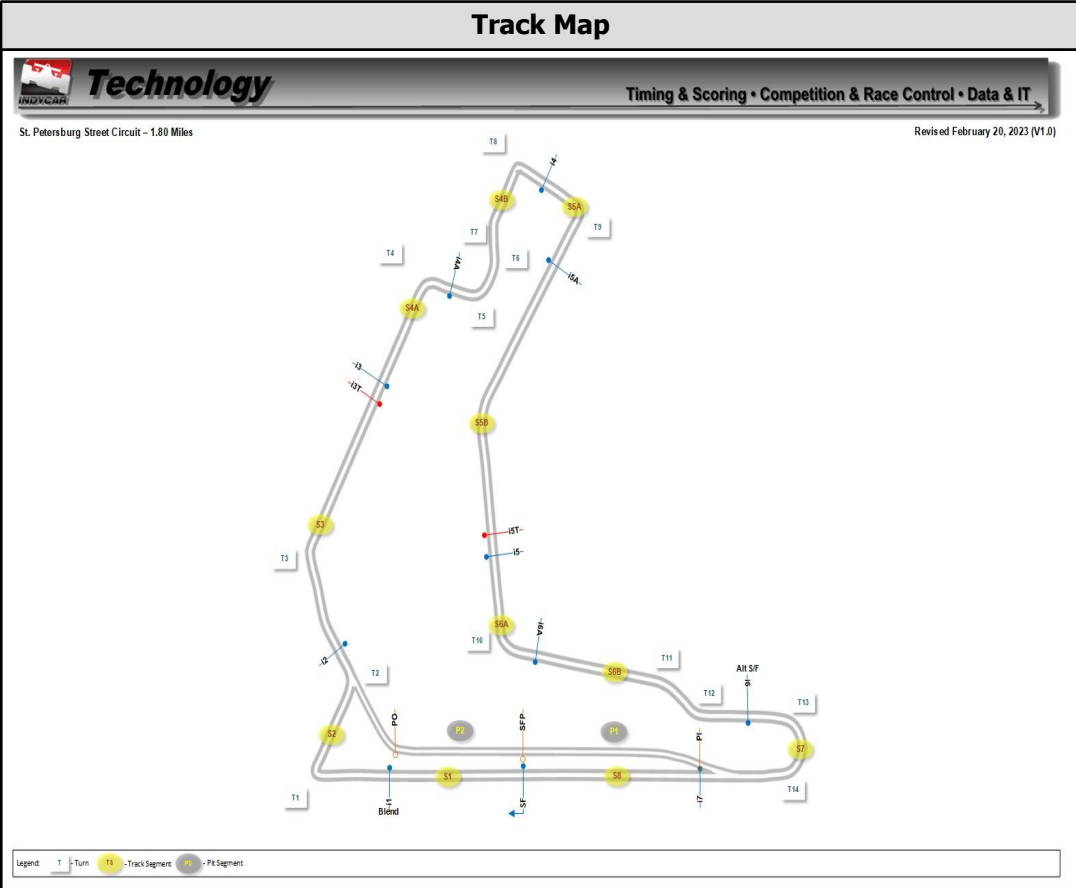 Track Map
INDYCAR Technology
Timing & Scoring • Competition & Race Control • Data & IT
St. Petersburg Street Circuit – 1.80 Miles
Revised February 20, 2023 (V1.0)
T8
i4
S4B
S5A
T9
T7
T4
i4A
T6
i5A
S4A
T5
i3
i3T
S5B
S3
i5T
i5
T3
S6A
i6A
T10
i2
T11
S6B
T2
Alt S/F
i6
T12
T13
PO
SFP
P2
P1
PI
S2
S7
S1
S8
T1
i1
Blend
SF
i7
T14
Legend: T - Turn TS - Track Segment PS - Pit Segment